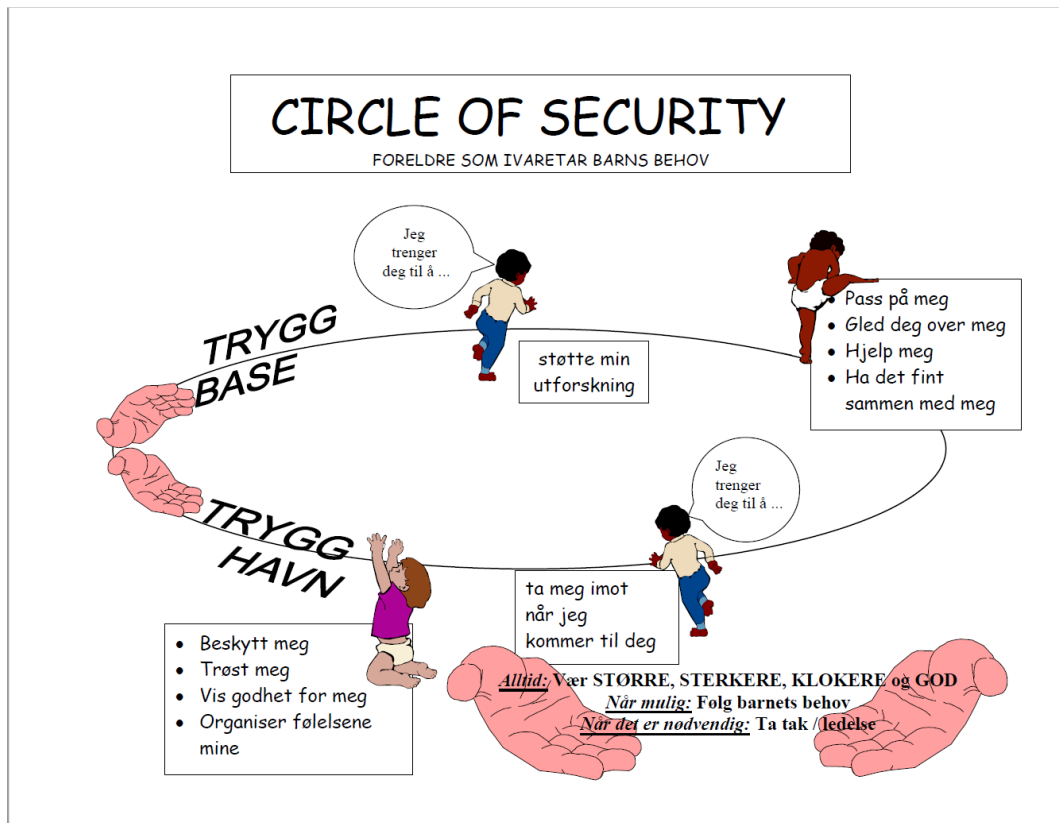 CIRCLE OF SECURITY
FORELDRE SOM IVARETAR BARNS BEHOV
Jeg
trenger
deg til å ...
TRYGG
BASE
støtte min
utforskning
• Pass på meg
• Gled deg over meg
• Hjelp meg
• Ha det fint
sammen med meg
Jeg
trenger
deg til å ...
TRYGG
HAVN
ta meg imot
når jeg
kommer til deg
• Beskytt meg
• Trøst meg
• Vis godhet for meg
• Organiser følelsene
mine
Alltid: Vær STØRRE, STERKERE, KLOKERE og GOD
Når mulig: Følg barnets behov
Når det er nødvendig: Ta tak / ledelse